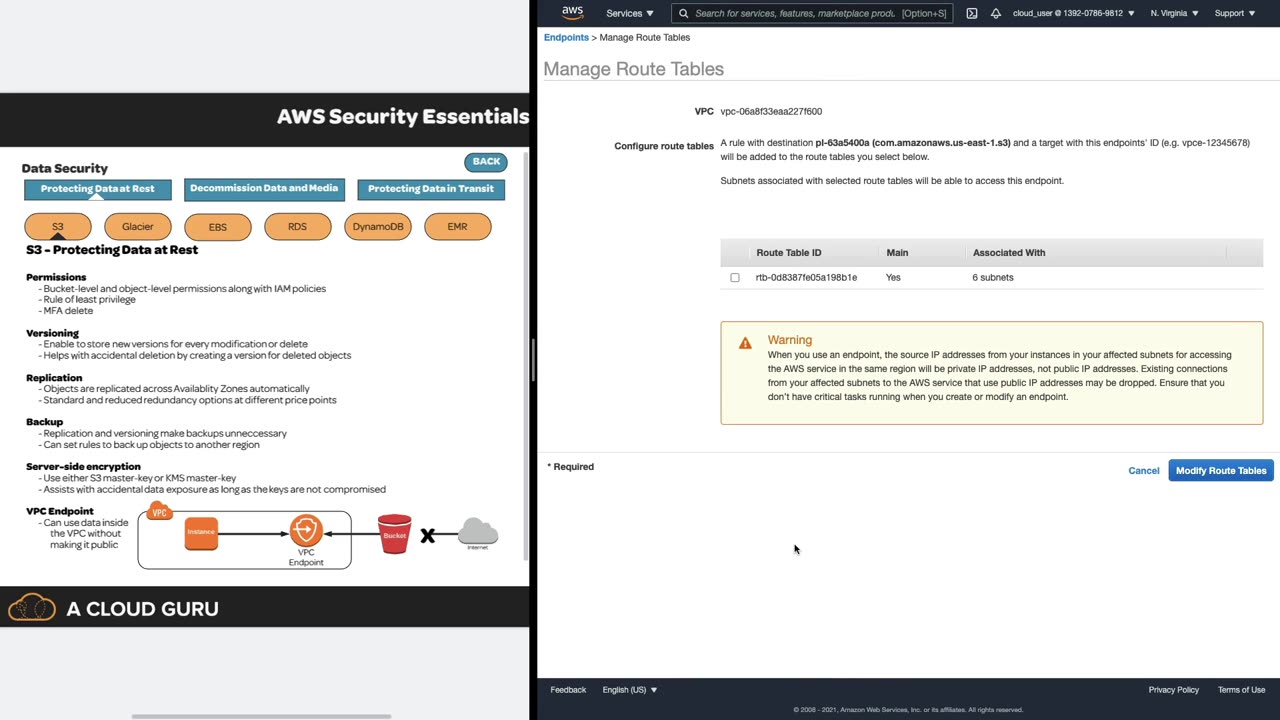 AWS Security Essentials
Data Security
BACK
Protecting Data at Rest
Decommission Data and Media
Protecting Data in Transit
S3
Glacier
EBS
RDS
DynamoDB
EMR
S3 - Protecting Data at Rest
Permissions
- Bucket-level and object-level permissions along with IAM policies
- Rule of least privilege
- MFA delete
Versioning
- Enable to store new versions for every modification or delete
- Helps with accidental deletion by creating a version for deleted objects
Replication
- Objects are replicated across Availablity Zones automatically
- Standard and reduced redundancy options at different price points
Backup
- Replication and versioning make backups unneccessary
- Can set rules to back up objects to another region
Server-side encryption
- Use either S3 master-key or KMS master-key
- Assists with accidental data exposure as long as the keys are not compromised
VPC Endpoint
- Can use data inside
the VPC without
making it public
VPC
Instance
VPC
Endpoint
Bucket
X
Internet
A CLOUD GURU
aws
Services
Search for services, features, marketplace produ
[Option+S]
cloud_user @ 1392-0786-9812
N. Virginia
Support
Endpoints > Manage Route Tables
Manage Route Tables
VPC vpc-06a8f33eaa227f600
Configure route tables A rule with destination pl-63a5400a (com.amazonaws.us-east-1.s3) and a target with this endpoints' ID (e.g. vpce-12345678)
will be added to the route tables you select below.
Subnets associated with selected route tables will be able to access this endpoint.
Route Table ID Main Associated With
rtb-0d8387fe05a198b1e Yes 6 subnets
Warning
When you use an endpoint, the source IP addresses from your instances in your affected subnets for accessing
the AWS service in the same region will be private IP addresses, not public IP addresses. Existing connections
from your affected subnets to the AWS service that use public IP addresses may be dropped. Ensure that you
don't have critical tasks running when you create or modify an endpoint.
* Required
Cancel
Modify Route Tables
Feedback
English (US)
Privacy Policy
Terms of Use
© 2008 - 2021, Amazon Web Services, Inc. or its affiliates. All rights reserved.